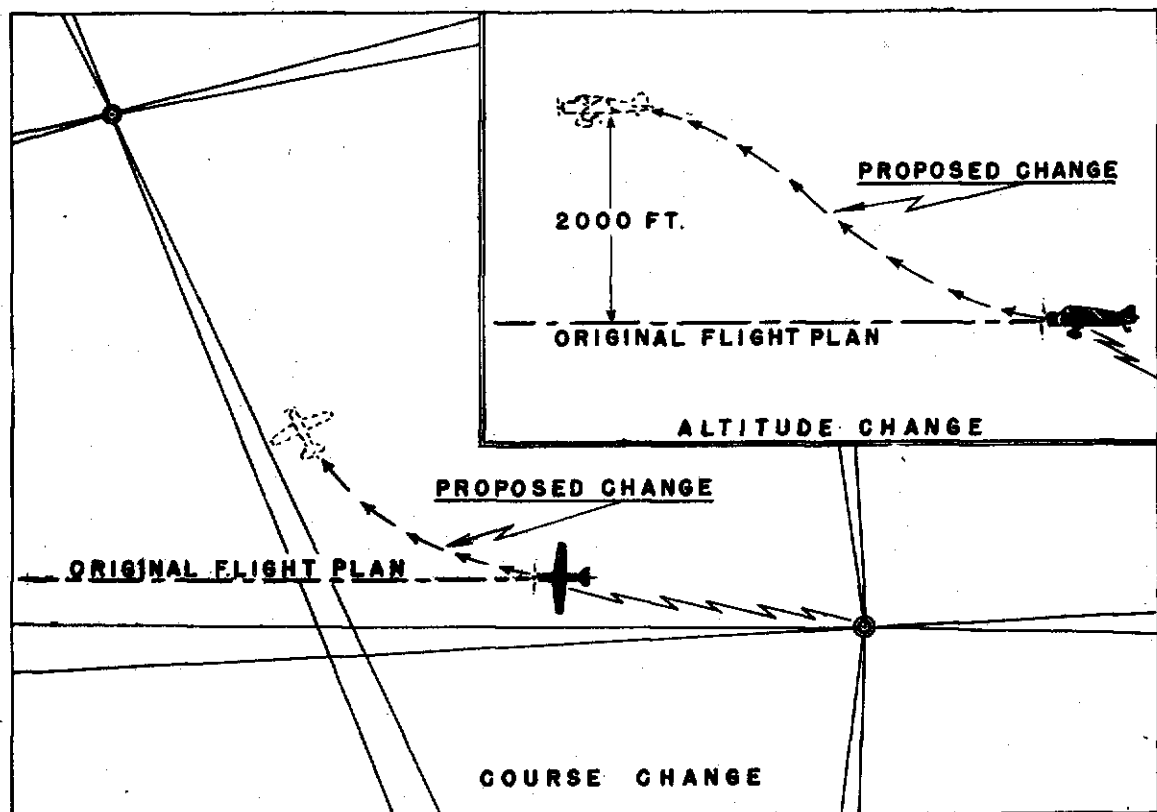 PROPOSED CHANGE
2000 FT.
ORIGINAL FLIGHT PLAN
ALTITUDE CHANGE
PROPOSED CHANGE
ORIGINAL FLIGHT PLAN
COURSE CHANGE